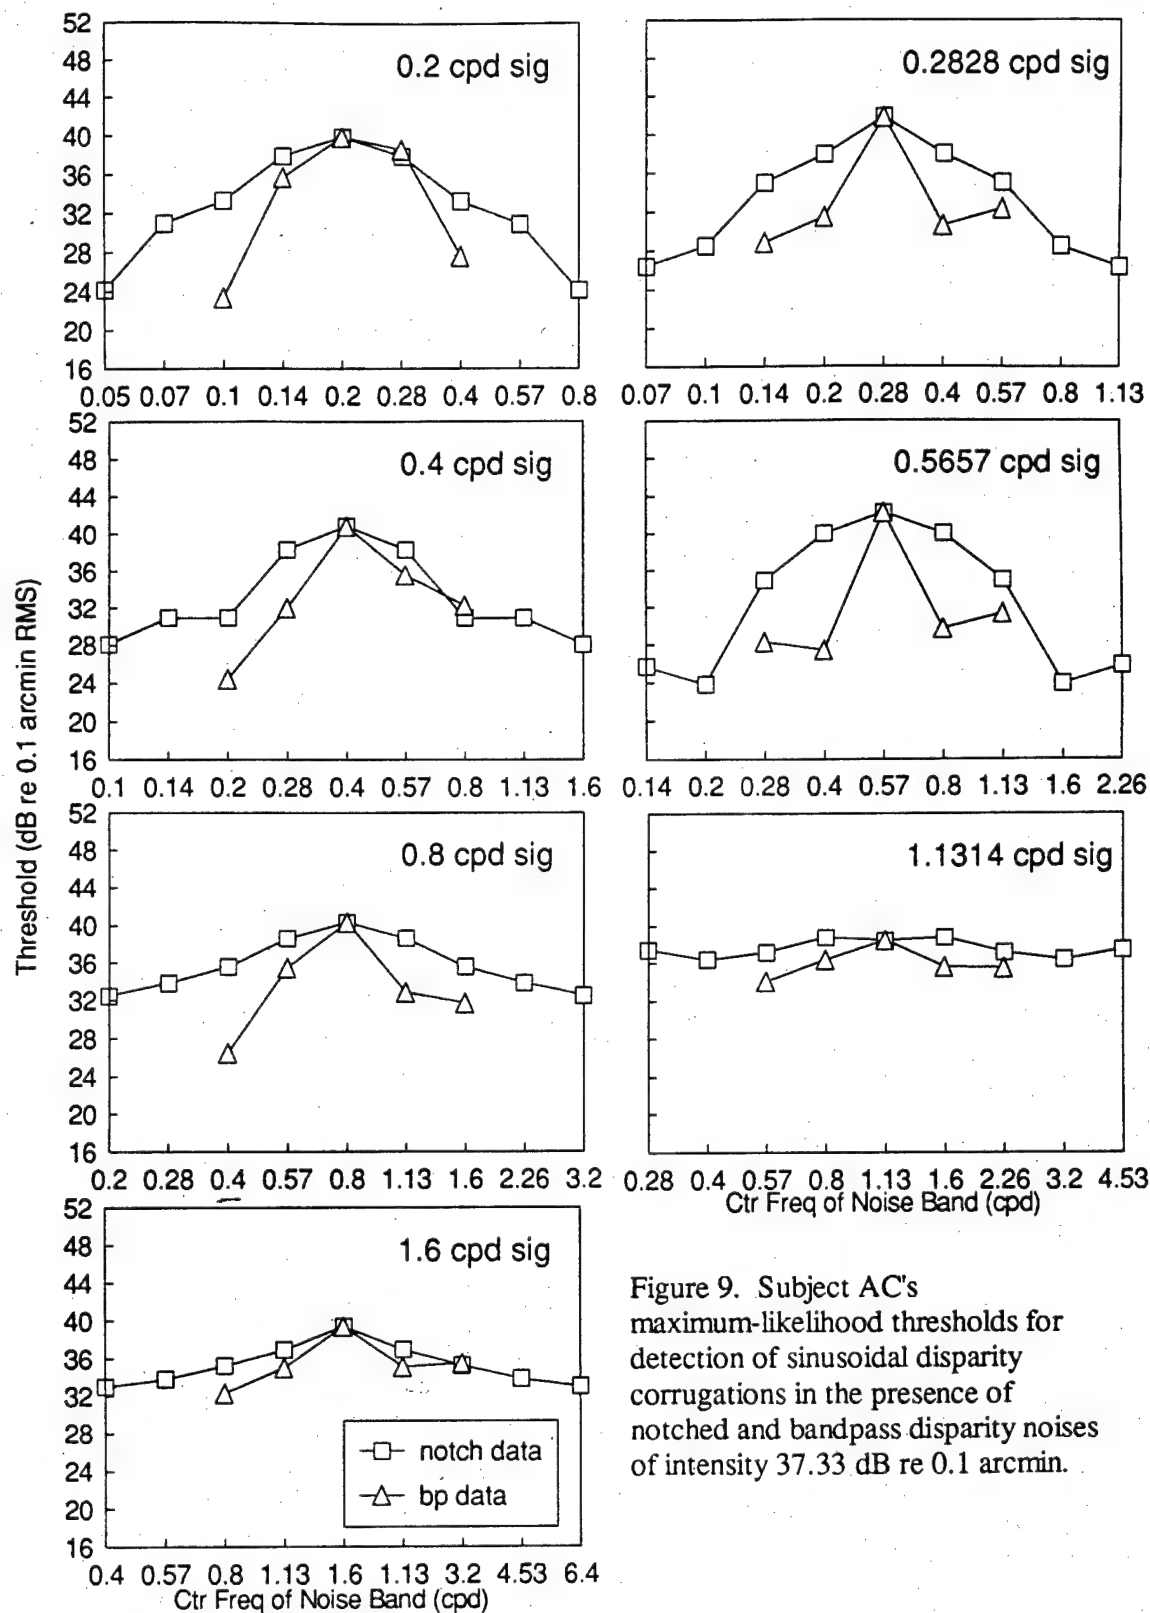 Threshold (dB re 0.1 arcmin RMS)
0.2 cpd sig
52
48
44
40
36
32
28
24
20
16
0.05 0.07 0.1 0.14 0.2 0.28 0.4 0.57 0.8
0.2828 cpd sig
0.07 0.1 0.14 0.2 0.28 0.4 0.57 0.8 1.13
0.4 cpd sig
52
48
44
40
36
32
28
24
20
16
0.1 0.14 0.2 0.28 0.4 0.57 0.8 1.13 1.6
0.5657 cpd sig
0.14 0.2 0.28 0.4 0.57 0.8 1.13 1.6 2.26
0.8 cpd sig
52
48
44
40
36
32
28
24
20
16
0.2 0.28 0.4 0.57 0.8 1.13 1.6 2.26 3.2
1.1314 cpd sig
0.28 0.4 0.57 0.8 1.13 1.6 2.26 3.2 4.53
Ctr Freq of Noise Band (cpd)
1.6 cpd sig
52
48
44
40
36
32
28
24
20
16
notch data
bp data
0.4 0.57 0.8 1.13 1.6 1.13 3.2 4.53 6.4
Ctr Freq of Noise Band (cpd)
Figure 9. Subject AC's
maximum-likelihood thresholds for
detection of sinusoidal disparity
corrugations in the presence of
notched and bandpass disparity noises
of intensity 37.33 dB re 0.1 arcmin.